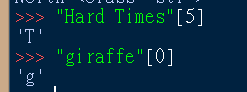 >>> "Hard Times"[5]
'T'
>>> "giraffe"[0]
'g'